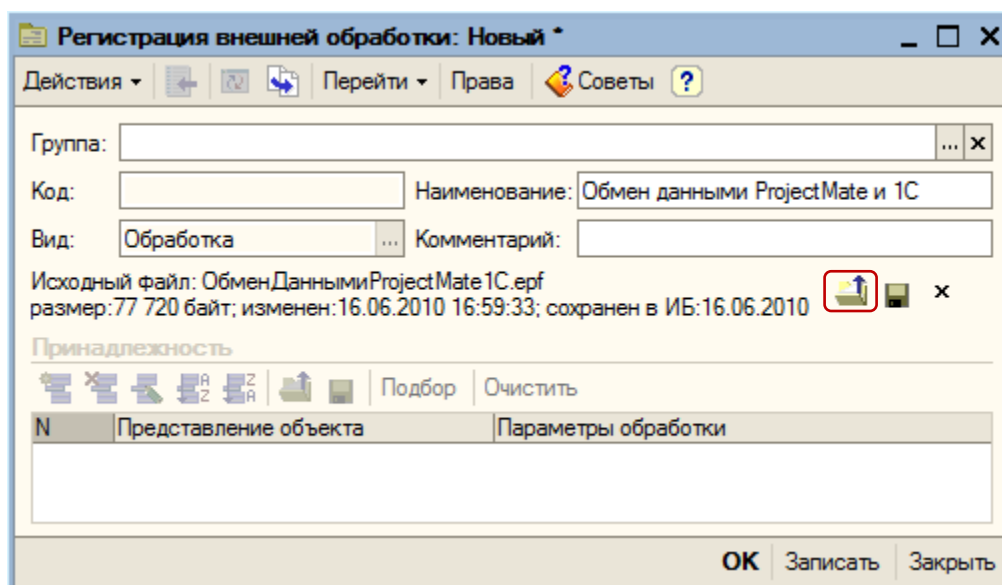 Регистрация внешней обработки: Новый *
Действия Перейти Права Советы ?
Группа: ... x
Код: Наименование: Обмен данными ProjectMate и 1С
Вид: Обработка ... Комментарий:
Исходный файл: ОбменДаннымиProjectMate1C.epf
размер:77 720 байт; изменен:16.06.2010 16:59:33; сохранен в ИБ:16.06.2010
Принадлежность
Подбор Очистить
N Представление объекта Параметры обработки
OK Записать Закрыть